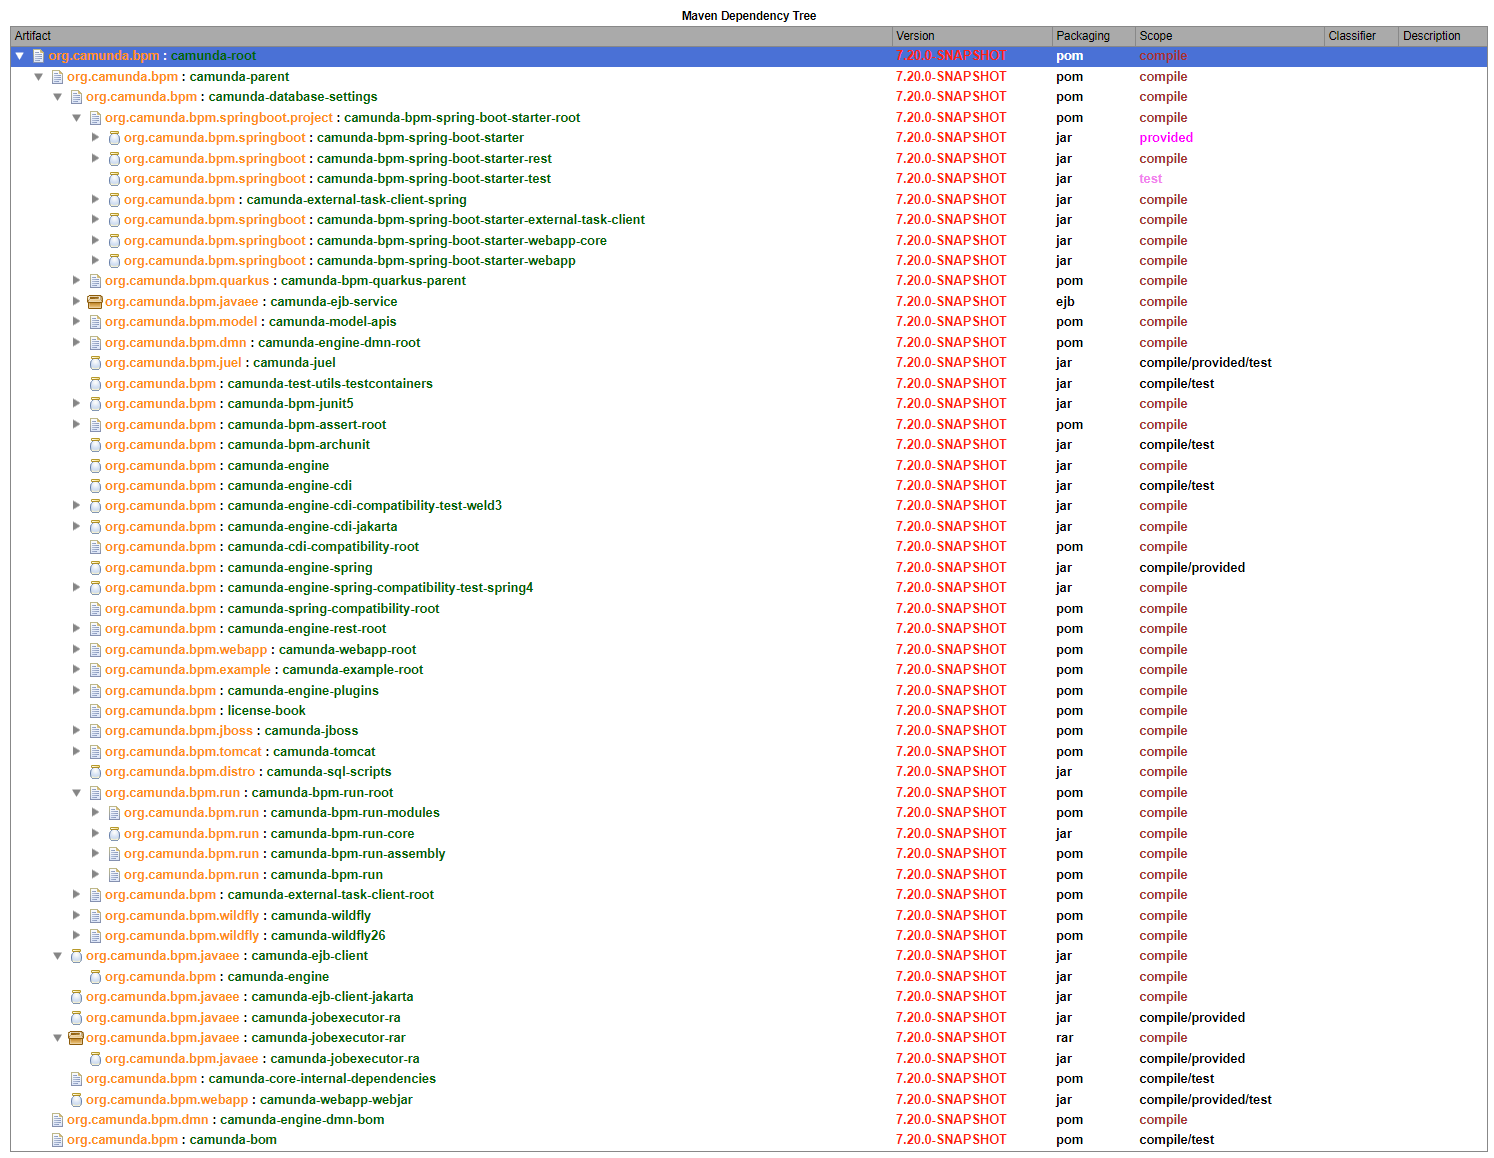 Maven Dependency Tree
Artifact Version Packaging Scope Classifier Description
org.camunda.bpm : camunda-root 7.20.0-SNAPSHOT pom compile
org.camunda.bpm : camunda-parent 7.20.0-SNAPSHOT pom compile
org.camunda.bpm : camunda-database-settings 7.20.0-SNAPSHOT pom compile
org.camunda.bpm.springboot.project : camunda-bpm-spring-boot-starter-root 7.20.0-SNAPSHOT pom compile
org.camunda.bpm.springboot : camunda-bpm-spring-boot-starter 7.20.0-SNAPSHOT jar provided
org.camunda.bpm.springboot : camunda-bpm-spring-boot-starter-rest 7.20.0-SNAPSHOT jar compile
org.camunda.bpm.springboot : camunda-bpm-spring-boot-starter-test 7.20.0-SNAPSHOT jar test
org.camunda.bpm : camunda-external-task-client-spring 7.20.0-SNAPSHOT jar compile
org.camunda.bpm.springboot : camunda-bpm-spring-boot-starter-external-task-client 7.20.0-SNAPSHOT jar compile
org.camunda.bpm.springboot : camunda-bpm-spring-boot-starter-webapp-core 7.20.0-SNAPSHOT jar compile
org.camunda.bpm.springboot : camunda-bpm-spring-boot-starter-webapp 7.20.0-SNAPSHOT jar compile
org.camunda.bpm.quarkus : camunda-bpm-quarkus-parent 7.20.0-SNAPSHOT pom compile
org.camunda.bpm.javaee : camunda-ejb-service 7.20.0-SNAPSHOT ejb compile
org.camunda.bpm.model : camunda-model-apis 7.20.0-SNAPSHOT pom compile
org.camunda.bpm.dmn : camunda-engine-dmn-root 7.20.0-SNAPSHOT pom compile
org.camunda.bpm.juel : camunda-juel 7.20.0-SNAPSHOT jar compile/provided/test
org.camunda.bpm : camunda-test-utils-testcontainers 7.20.0-SNAPSHOT jar compile/test
org.camunda.bpm : camunda-bpm-junit5 7.20.0-SNAPSHOT jar compile
org.camunda.bpm : camunda-bpm-assert-root 7.20.0-SNAPSHOT pom compile
org.camunda.bpm : camunda-bpm-archunit 7.20.0-SNAPSHOT jar compile/test
org.camunda.bpm : camunda-engine 7.20.0-SNAPSHOT jar compile
org.camunda.bpm : camunda-engine-cdi 7.20.0-SNAPSHOT jar compile/test
org.camunda.bpm : camunda-engine-cdi-compatibility-test-weld3 7.20.0-SNAPSHOT jar compile
org.camunda.bpm : camunda-engine-cdi-jakarta 7.20.0-SNAPSHOT jar compile
org.camunda.bpm : camunda-cdi-compatibility-root 7.20.0-SNAPSHOT pom compile
org.camunda.bpm : camunda-engine-spring 7.20.0-SNAPSHOT jar compile/provided
org.camunda.bpm : camunda-engine-spring-compatibility-test-spring4 7.20.0-SNAPSHOT jar compile
org.camunda.bpm : camunda-spring-compatibility-root 7.20.0-SNAPSHOT pom compile
org.camunda.bpm : camunda-engine-rest-root 7.20.0-SNAPSHOT pom compile
org.camunda.bpm.webapp : camunda-webapp-root 7.20.0-SNAPSHOT pom compile
org.camunda.bpm.example : camunda-example-root 7.20.0-SNAPSHOT pom compile
org.camunda.bpm : camunda-engine-plugins 7.20.0-SNAPSHOT pom compile
org.camunda.bpm : license-book 7.20.0-SNAPSHOT pom compile
org.camunda.bpm.jboss : camunda-jboss 7.20.0-SNAPSHOT pom compile
org.camunda.bpm.tomcat : camunda-tomcat 7.20.0-SNAPSHOT pom compile
org.camunda.bpm.distro : camunda-sql-scripts 7.20.0-SNAPSHOT jar compile
org.camunda.bpm.run : camunda-bpm-run-root 7.20.0-SNAPSHOT pom compile
org.camunda.bpm.run : camunda-bpm-run-modules 7.20.0-SNAPSHOT pom compile
org.camunda.bpm.run : camunda-bpm-run-core 7.20.0-SNAPSHOT jar compile
org.camunda.bpm.run : camunda-bpm-run-assembly 7.20.0-SNAPSHOT pom compile
org.camunda.bpm.run : camunda-bpm-run 7.20.0-SNAPSHOT pom compile
org.camunda.bpm : camunda-external-task-client-root 7.20.0-SNAPSHOT pom compile
org.camunda.bpm.wildfly : camunda-wildfly 7.20.0-SNAPSHOT pom compile
org.camunda.bpm.wildfly : camunda-wildfly26 7.20.0-SNAPSHOT pom compile
org.camunda.bpm.javaee : camunda-ejb-client 7.20.0-SNAPSHOT jar compile
org.camunda.bpm : camunda-engine 7.20.0-SNAPSHOT jar compile
org.camunda.bpm.javaee : camunda-ejb-client-jakarta 7.20.0-SNAPSHOT jar compile
org.camunda.bpm.javaee : camunda-jobexecutor-ra 7.20.0-SNAPSHOT jar compile/provided
org.camunda.bpm.javaee : camunda-jobexecutor-rar 7.20.0-SNAPSHOT rar compile
org.camunda.bpm.javaee : camunda-jobexecutor-ra 7.20.0-SNAPSHOT jar compile/provided
org.camunda.bpm : camunda-core-internal-dependencies 7.20.0-SNAPSHOT pom compile/test
org.camunda.bpm.webapp : camunda-webapp-webjar 7.20.0-SNAPSHOT jar compile/provided/test
org.camunda.bpm.dmn : camunda-engine-dmn-bom 7.20.0-SNAPSHOT pom compile
org.camunda.bpm : camunda-bom 7.20.0-SNAPSHOT pom compile/test